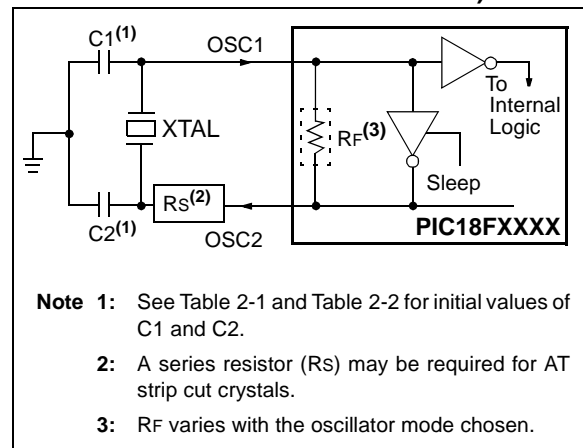 C1(1)
OSC1
To
Internal
Logic
XTAL
RF(3)
Sleep
C2(1)
RS(2)
OSC2
PIC18FXXXX
Note 1: See Table 2-1 and Table 2-2 for initial values of
C1 and C2.
2: A series resistor (RS) may be required for AT
strip cut crystals.
3: RF varies with the oscillator mode chosen.